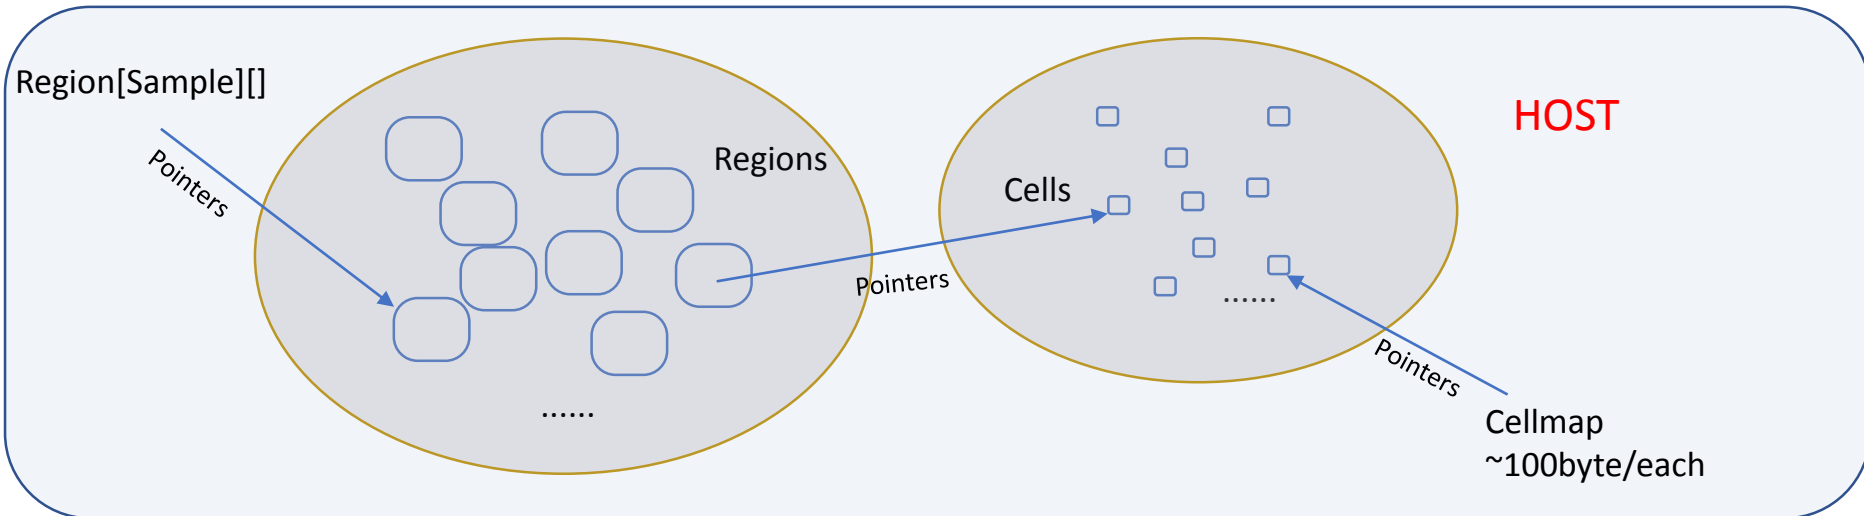 Region[Sample][]
Pointers
Regions
......
Cells
Pointers
......
HOST
Pointers
Cellmap
~100byte/each